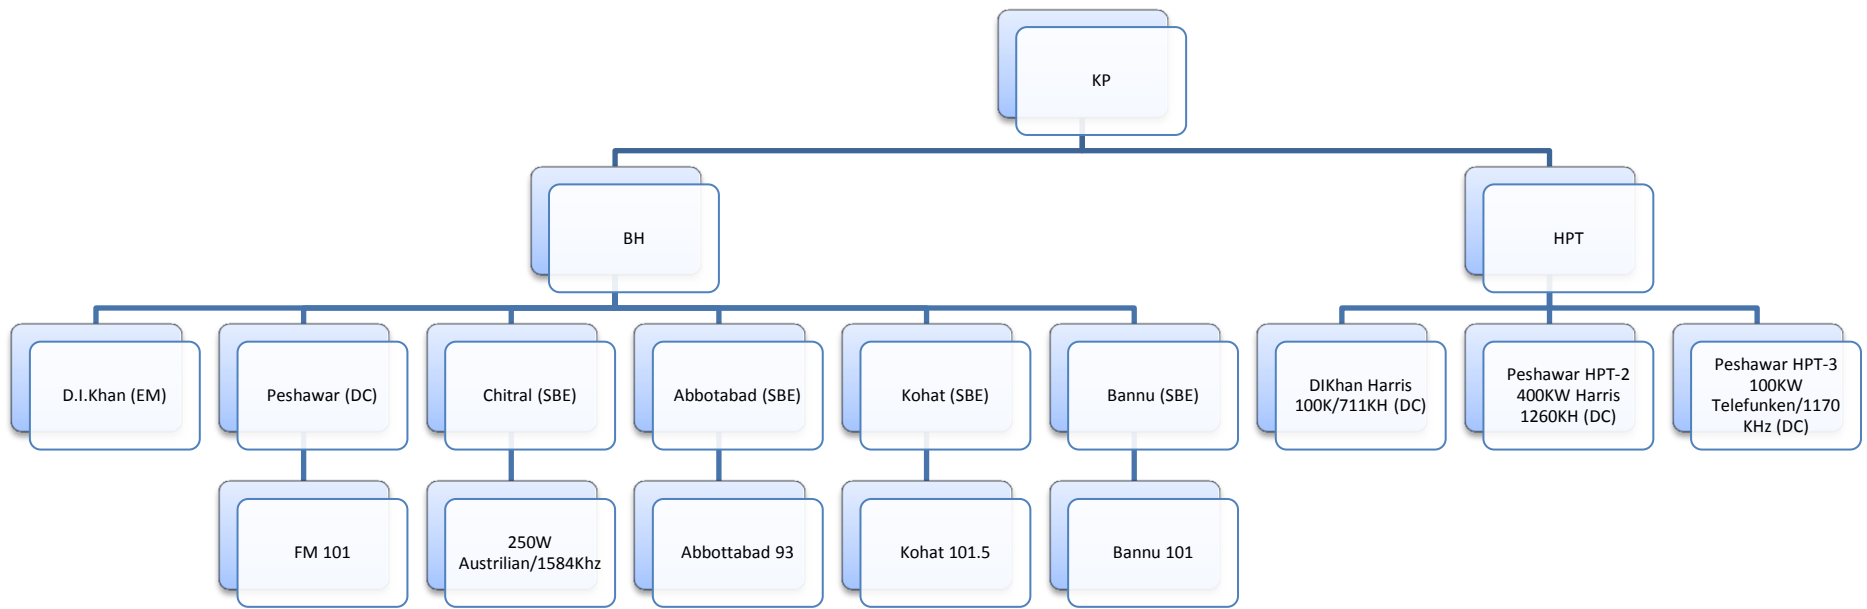 KP
BH
HPT
D.I.Khan (EM)
Peshawar (DC)
Chitral (SBE)
Abbotabad (SBE)
Kohat (SBE)
Bannu (SBE)
DIKhan Harris
100K/711KH (DC)
Peshawar HPT-2
400KW Harris
1260KH (DC)
Peshawar HPT-3
100KW
Telefunken/1170
KHz (DC)
FM 101
250W
Austrilian/1584Khz
Abbottabad 93
Kohat 101.5
Bannu 101